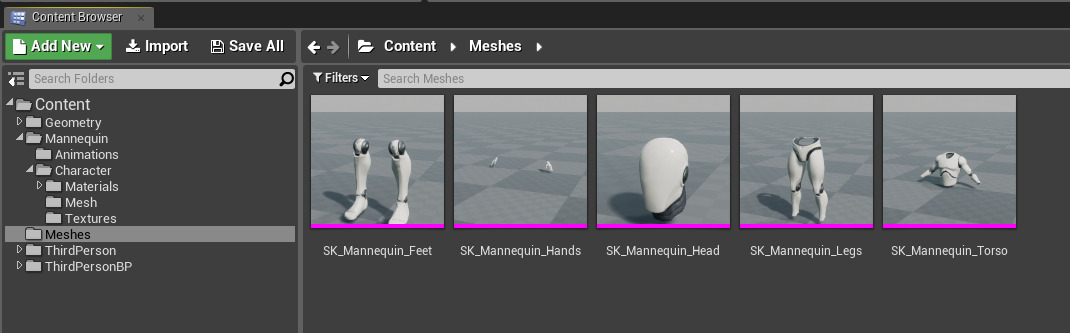 Content Browser
Add New Import Save All Content Meshes
Search Folders
Filters Search Meshes
Content
Geometry
Mannequin
Animations
Character
Materials
Mesh
Textures
Meshes
ThirdPerson
ThirdPersonBP
SK_Mannequin_Feet
SK_Mannequin_Hands
SK_Mannequin_Head
SK_Mannequin_Legs
SK_Mannequin_Torso